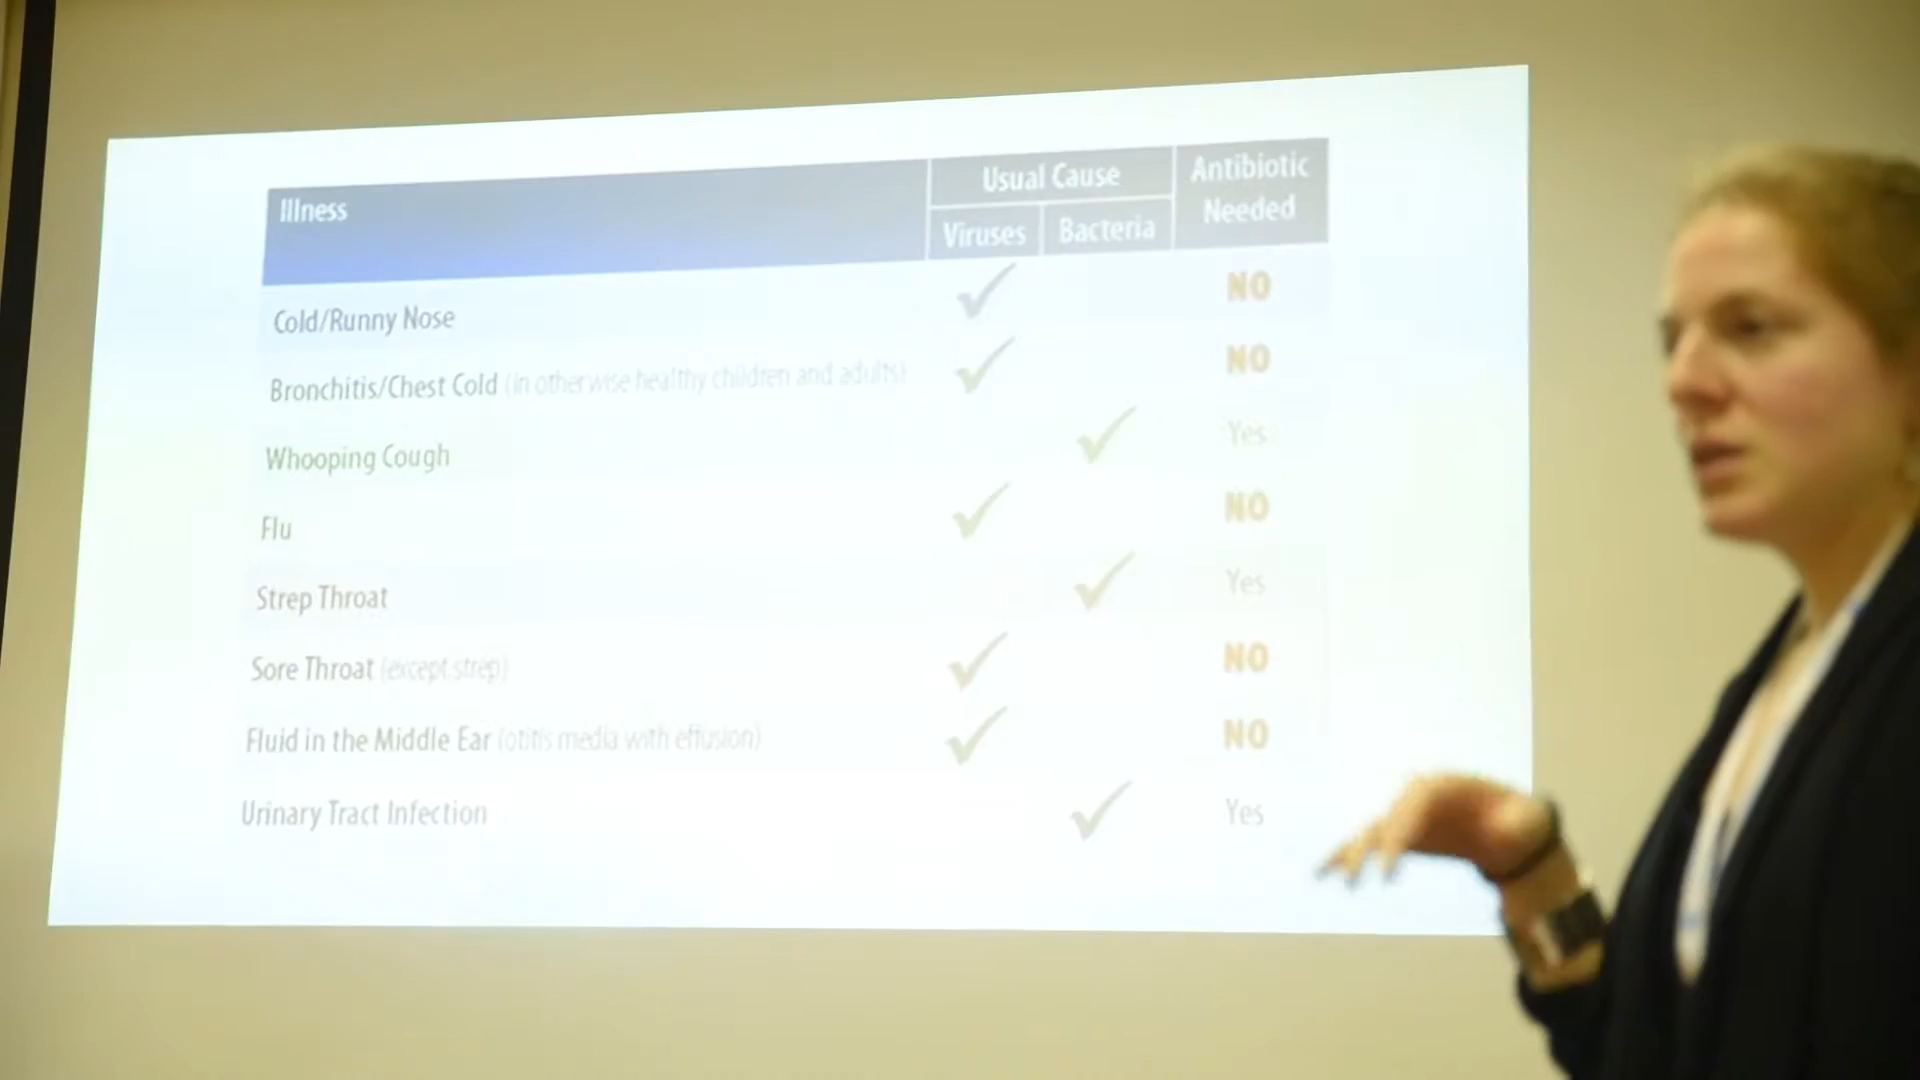 Illness Usual Cause Antibiotic Needed
Viruses Bacteria
Cold/Runny Nose ✓ NO
Bronchitis/Chest Cold (in otherwise healthy children and adults) ✓ NO
Whooping Cough ✓ Yes
Flu ✓ NO
Strep Throat ✓ Yes
Sore Throat (except strep) ✓ NO
Fluid in the Middle Ear (otitis media with effusion) ✓ NO
Urinary Tract Infection ✓ Yes